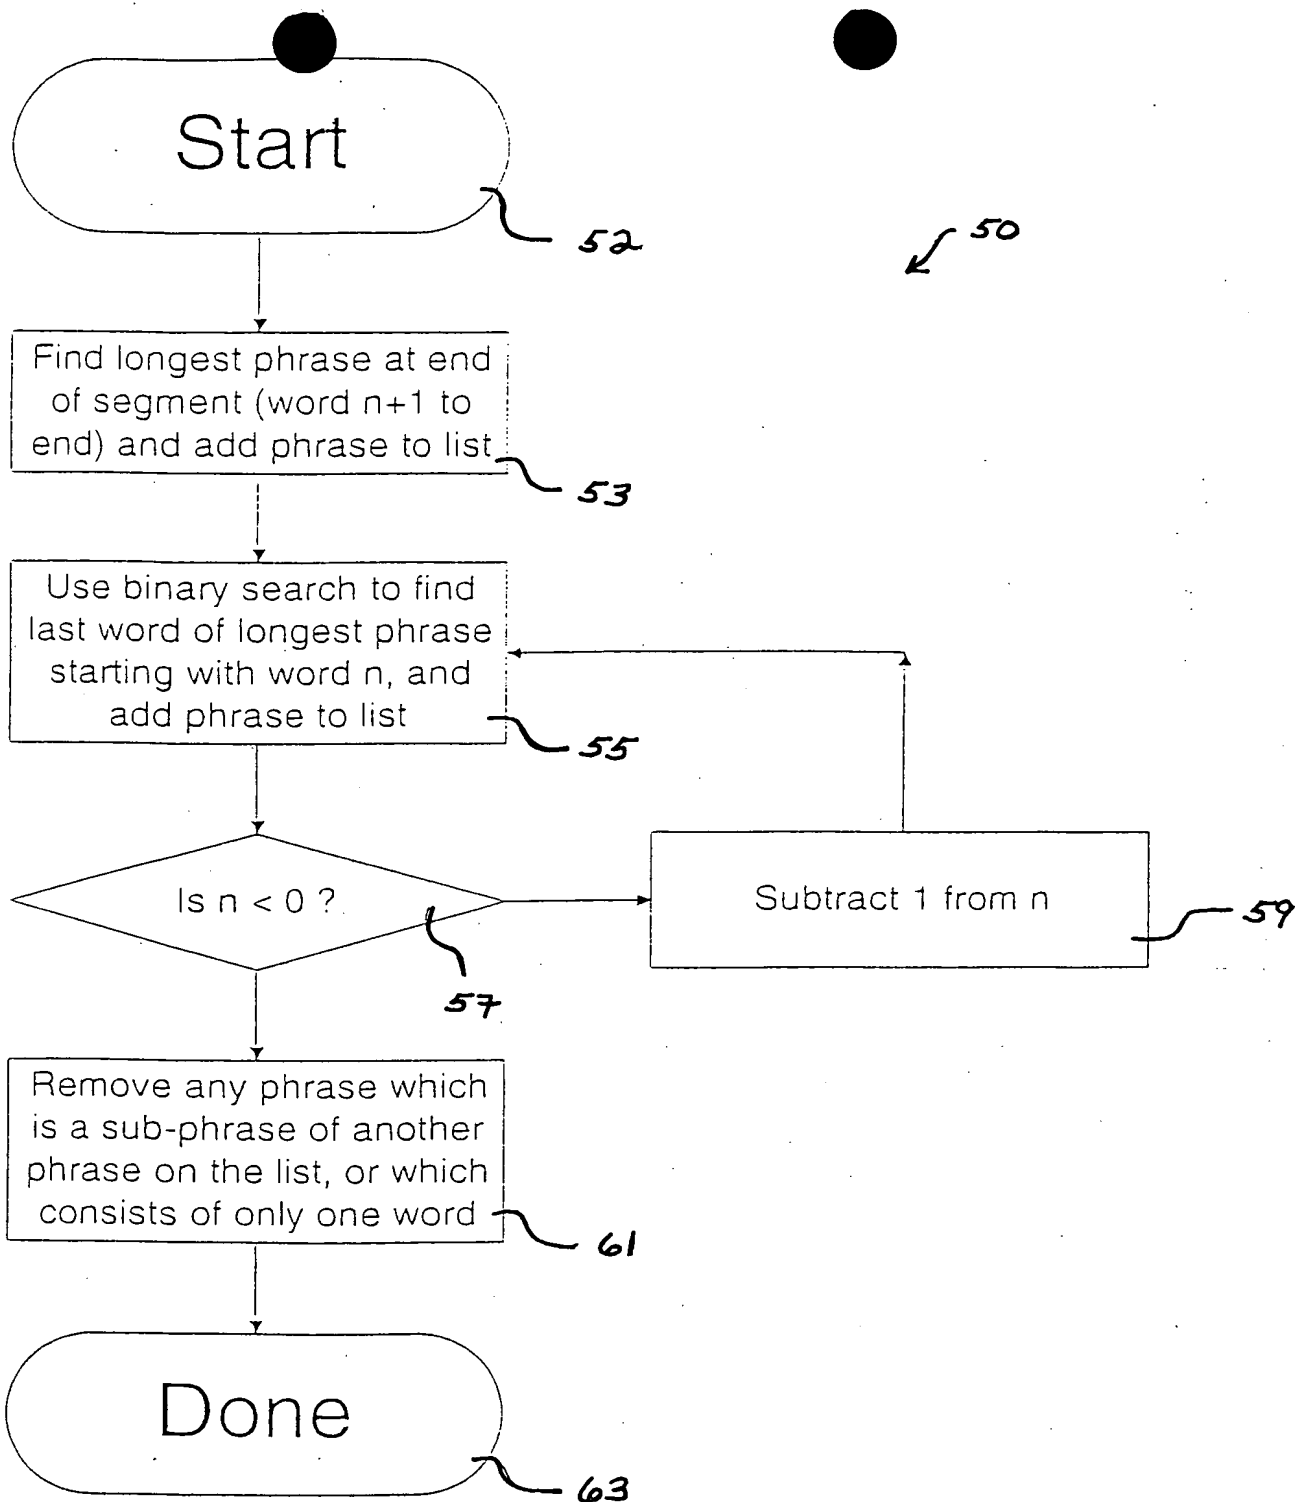 Start
52
50
Find longest phrase at end
of segment (word n+1 to
end) and add phrase to list
53
Use binary search to find
last word of longest phrase
starting with word n, and
add phrase to list
55
Is n < 0 ?
Subtract 1 from n
59
57
Remove any phrase which
is a sub-phrase of another
phrase on the list, or which
consists of only one word
61
Done
63